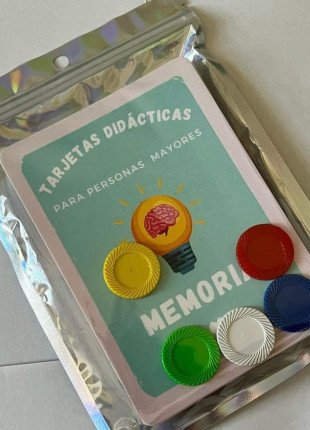 TARJETAS DIDÁCTICAS
PARA PERSONAS MAYORES
MEMORI